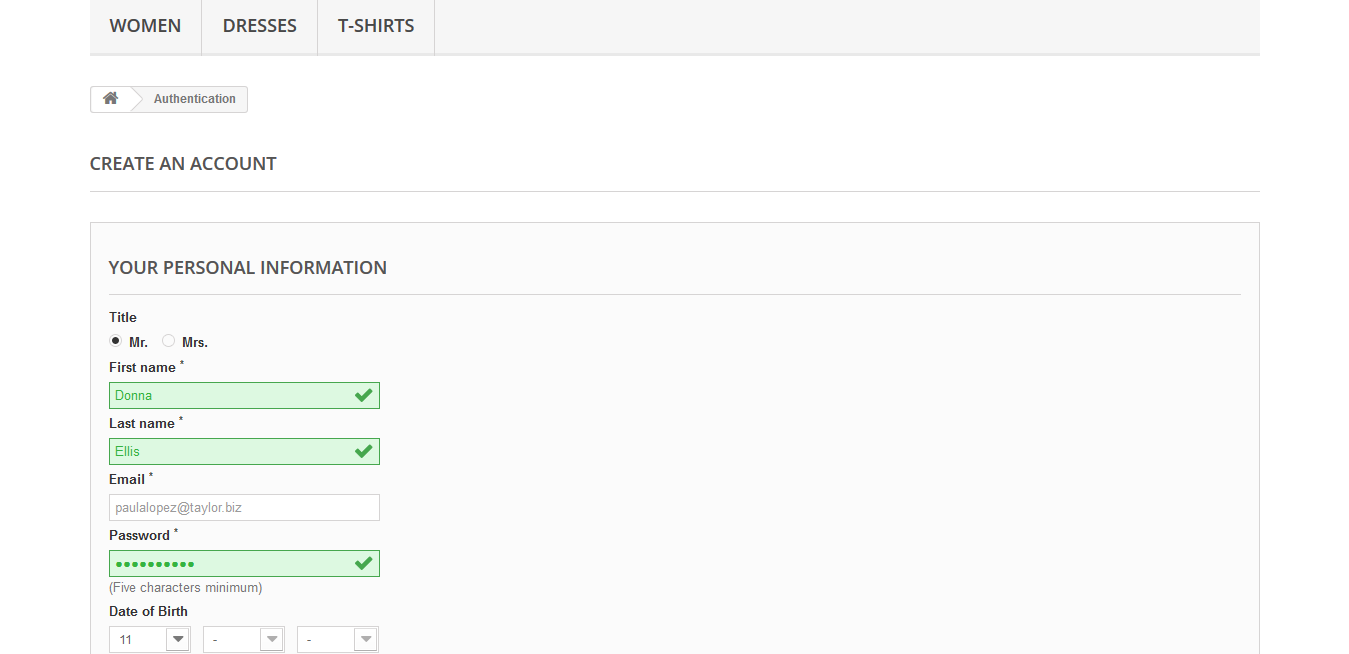 WOMEN DRESSES T-SHIRTS
Authentication
CREATE AN ACCOUNT
YOUR PERSONAL INFORMATION
Title
Mr. Mrs.
First name *
Donna
Last name *
Ellis
Email *
paulalopez@taylor.biz
Password *
••••••••••
(Five characters minimum)
Date of Birth
11 - -